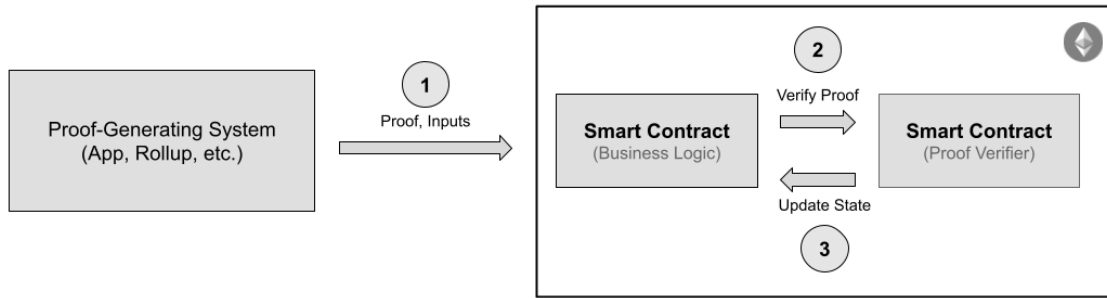 Proof-Generating System
(App, Rollup, etc.)
1
Proof, Inputs
2
Verify Proof
Smart Contract
(Business Logic)
Smart Contract
(Proof Verifier)
Update State
3